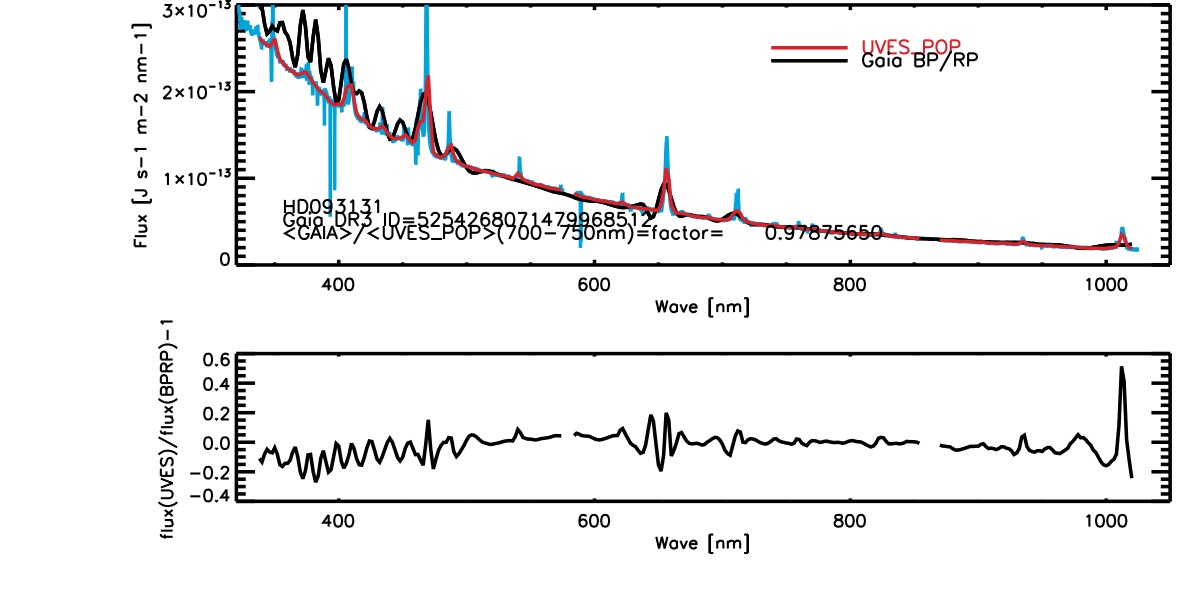 3×10⁻¹³
2×10⁻¹³
1×10⁻¹³
0
Flux [J s−1 m−2 nm−1]
UVES_POP
Gaia BP/RP
HD093131
Gaia DR3 ID=5254268071479968512
<GAIA>/<UVES_POP>(700−750nm)=factor= 0.97875650
400 600 800 1000
Wave [nm]
0.6
0.4
0.2
0.0
−0.2
−0.4
flux(UVES)/flux(BPRP)−1
400 600 800 1000
Wave [nm]